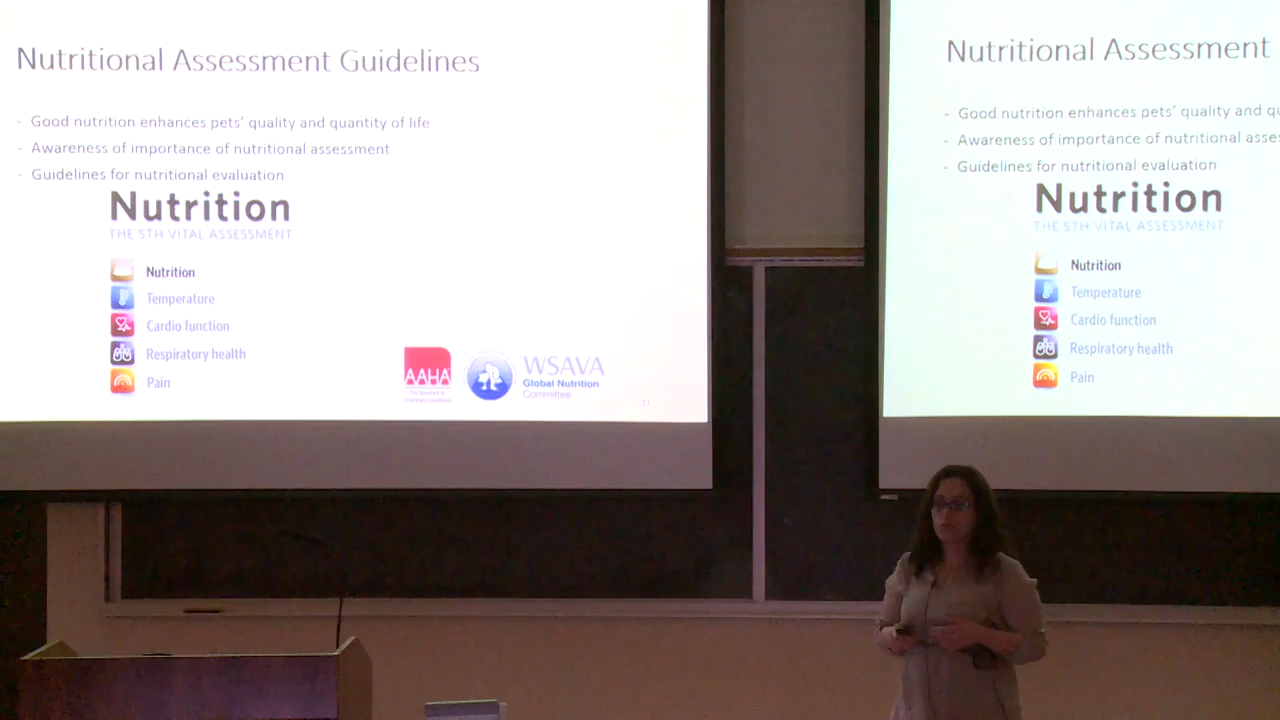 Nutritional Assessment Guidelines
- Good nutrition enhances pets' quality and quantity of life
- Awareness of importance of nutritional assessment
- Guidelines for nutritional evaluation
Nutrition
THE 5TH VITAL ASSESSMENT
Nutrition
Temperature
Cardio function
Respiratory health
Pain
AAHA
WSAVA
Global Nutrition
Committee
11
Nutritional Assessment
- Good nutrition enhances pets' quality and qu
- Awareness of importance of nutritional asses
- Guidelines for nutritional evaluation
Nutrition
THE 5TH VITAL ASSESSMENT
Nutrition
Temperature
Cardio function
Respiratory health
Pain